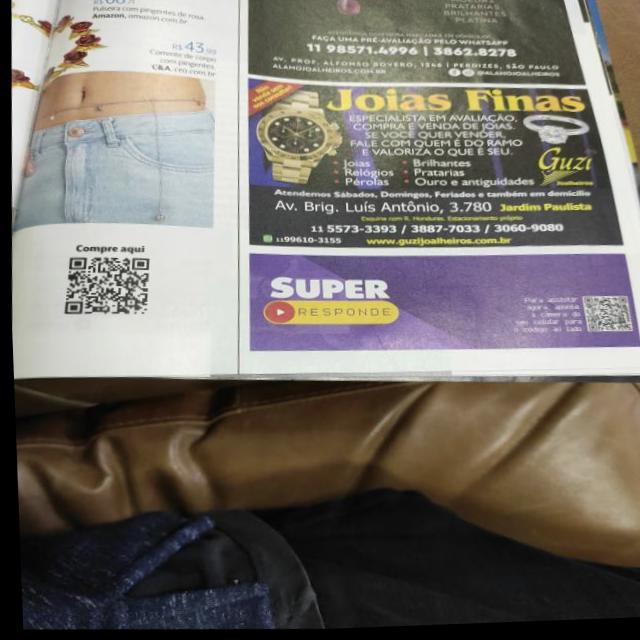 R$ 66,71
Pulseira com pingentes de rosa.
Amazon, amazon.com.br
R$ 43,99
Corrente de corpo
com pingentes.
C&A, cea.com.br
Compre aqui
PRATARIAS
BRILHANTES
PLATINA
FAÇA UMA PRÉ-AVALIAÇÃO PELO WHATSAPP
11 98571.4996 | 3862.8278
AV. PROF. ALFONSO BOVERO, 1346 | PERDIZES, SÃO PAULO
ALAMOJOALHEIROS.COM.BR @ALAMOJOALHEIROS
Joias Finas
ESPECIALISTA EM AVALIAÇÃO,
COMPRA E VENDA DE JOIAS.
SE VOCÊ QUER VENDER,
FALE COM QUEM É DO RAMO
E VALORIZA O QUE É SEU.
• Joias
• Relógios
• Pérolas
• Brilhantes
• Pratarias
• Ouro e antiguidades
Guzi
Joalheiros
Atendemos Sábados, Domingos, Feriados e também em domicílio
Av. Brig. Luís Antônio, 3.780 Jardim Paulista
Esquina com R. Honduras. Estacionamento próprio
11 5573-3393 / 3887-7033 / 3060-9080
11 99610-3155 www.guzijoalheiros.com.br
SUPER
RESPONDE
Para assistir
agora, aponte
a câmera do
seu celular para
o código ao lado